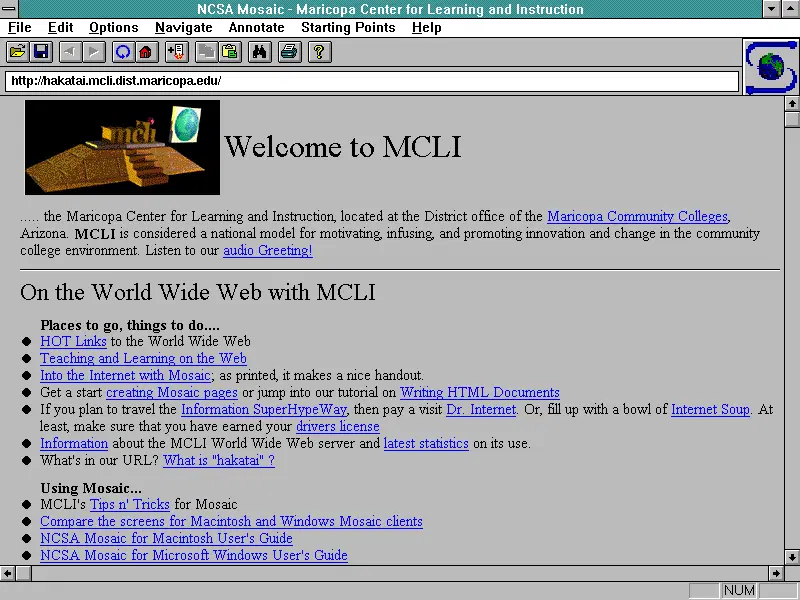 NCSA Mosaic - Maricopa Center for Learning and Instruction
File Edit Options Navigate Annotate Starting Points Help
http://hakatai.mcli.dist.maricopa.edu/
mcli
Welcome to MCLI
..... the Maricopa Center for Learning and Instruction, located at the District office of the Maricopa Community Colleges,
Arizona. MCLI is considered a national model for motivating, infusing, and promoting innovation and change in the community
college environment. Listen to our audio Greeting!
On the World Wide Web with MCLI
Places to go, things to do....
HOT Links to the World Wide Web
Teaching and Learning on the Web
Into the Internet with Mosaic; as printed, it makes a nice handout.
Get a start creating Mosaic pages or jump into our tutorial on Writing HTML Documents
If you plan to travel the Information SuperHypeWay, then pay a visit Dr. Internet. Or, fill up with a bowl of Internet Soup. At
least, make sure that you have earned your drivers license
Information about the MCLI World Wide Web server and latest statistics on its use.
What's in our URL? What is "hakatai" ?
Using Mosaic...
MCLI's Tips n' Tricks for Mosaic
Compare the screens for Macintosh and Windows Mosaic clients
NCSA Mosaic for Macintosh User's Guide
NCSA Mosaic for Microsoft Windows User's Guide
NUM